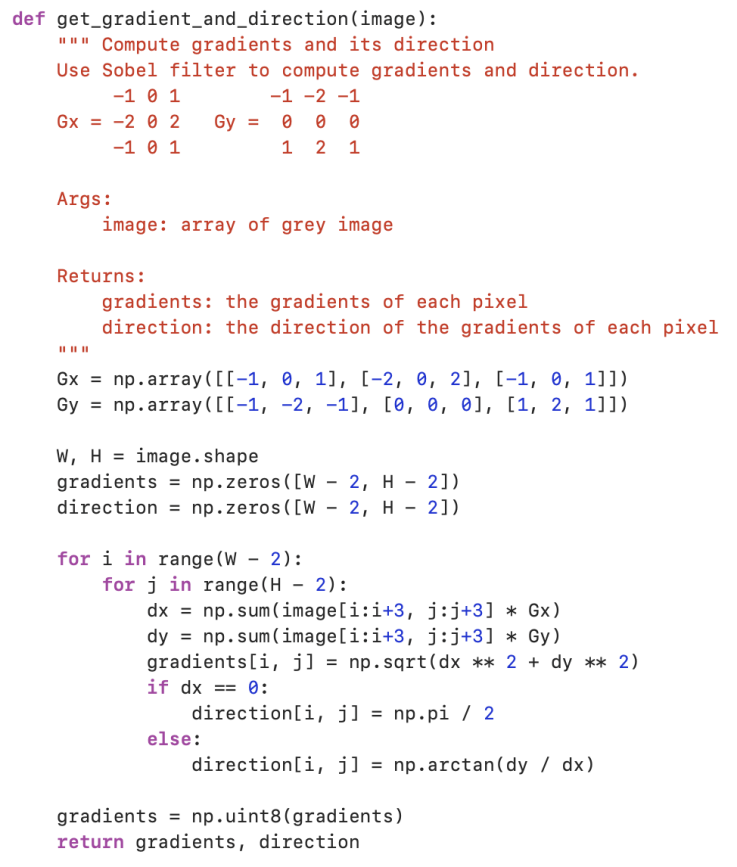 def get_gradient_and_direction(image):
    """ Compute gradients and its direction
    Use Sobel filter to compute gradients and direction.
         -1 0 1        -1 -2 -1
    Gx = -2 0 2   Gy =  0  0  0
         -1 0 1         1  2  1

    Args:
        image: array of grey image

    Returns:
        gradients: the gradients of each pixel
        direction: the direction of the gradients of each pixel
    """
    Gx = np.array([[-1, 0, 1], [-2, 0, 2], [-1, 0, 1]])
    Gy = np.array([[-1, -2, -1], [0, 0, 0], [1, 2, 1]])

    W, H = image.shape
    gradients = np.zeros([W - 2, H - 2])
    direction = np.zeros([W - 2, H - 2])

    for i in range(W - 2):
        for j in range(H - 2):
            dx = np.sum(image[i:i+3, j:j+3] * Gx)
            dy = np.sum(image[i:i+3, j:j+3] * Gy)
            gradients[i, j] = np.sqrt(dx ** 2 + dy ** 2)
            if dx == 0:
                direction[i, j] = np.pi / 2
            else:
                direction[i, j] = np.arctan(dy / dx)

    gradients = np.uint8(gradients)
    return gradients, direction